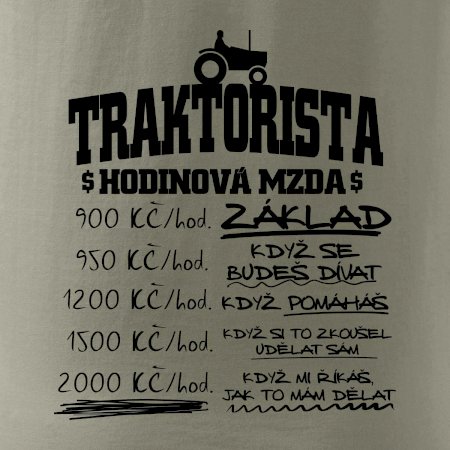 TRAKTORISTA
$ HODINOVÁ MZDA $
900 KČ/hod. ZÁKLAD
950 KČ/hod. KDYŽ SE
BUDEŠ DÍVAT
1200 KČ/hod. KDYŽ POMÁHÁŠ
1500 KČ/hod. KDYŽ SI TO ZKOUŠEL
UDĚLAT SÁM
2000 KČ/hod. KDYŽ MI ŘÍKÁŠ,
JAK TO MÁM DĚLAT